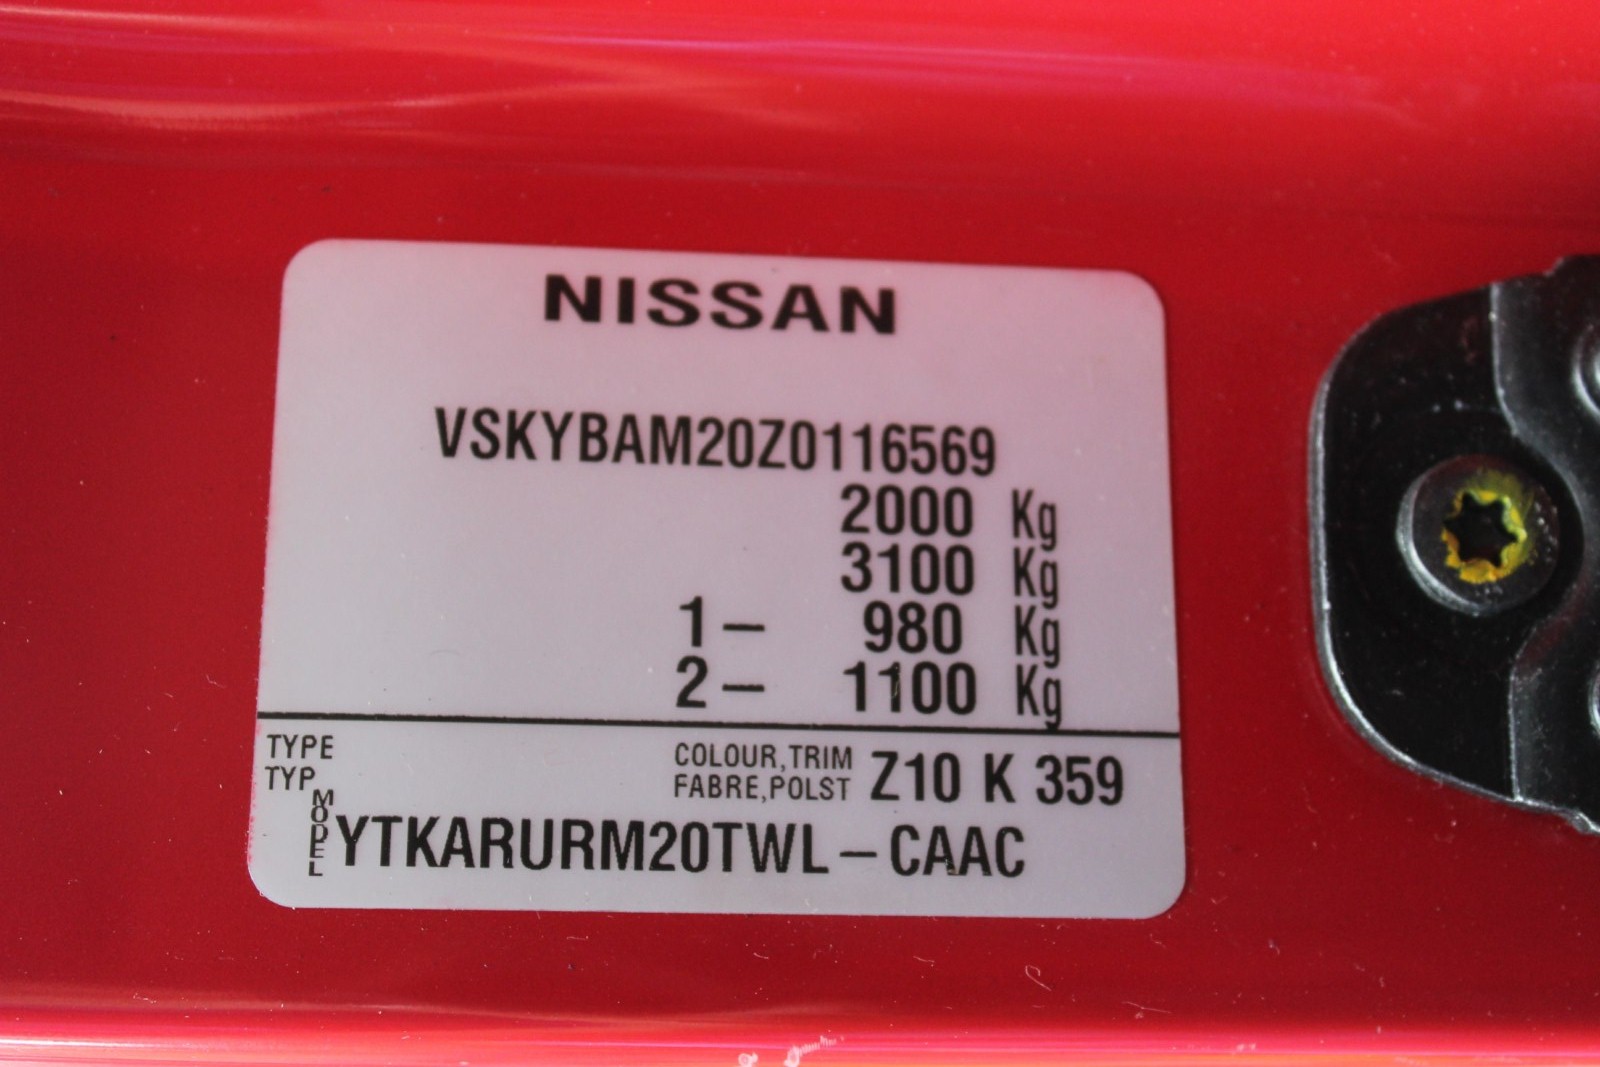 NISSAN
VSKYBAM20Z0116569
2000 Kg
3100 Kg
1 – 980 Kg
2 – 1100 Kg
TYPE
TYP
COLOUR,TRIM
FABRE,POLST
Z10 K 359
MODEL
YTKARURM20TWL – CAAC